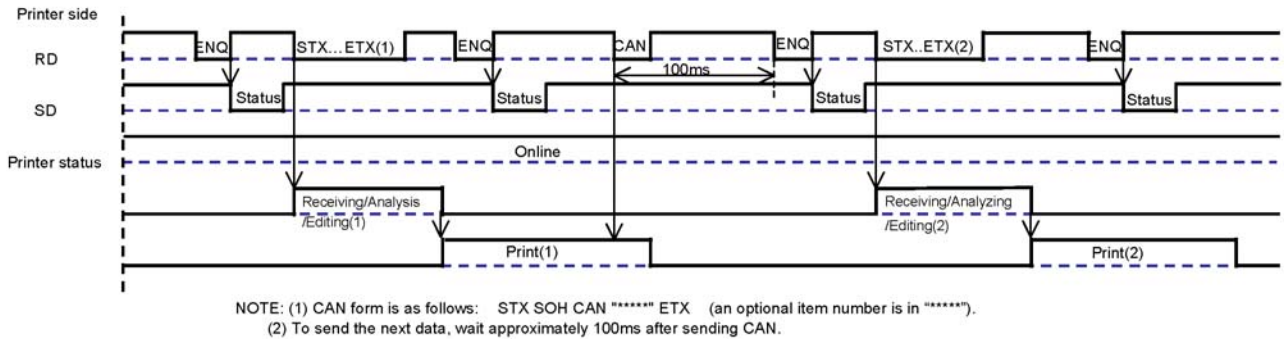 Printer side
RD
ENQ STX...ETX(1) ENQ CAN ENQ STX..ETX(2) ENQ
100ms
SD
Status Status Status Status
Printer status
Online
Receiving/Analysis
/Editing(1)
Receiving/Analyzing
/Editing(2)
Print(1) Print(2)
NOTE: (1) CAN form is as follows: STX SOH CAN "*****" ETX (an optional item number is in “*****”).
(2) To send the next data, wait approximately 100ms after sending CAN.